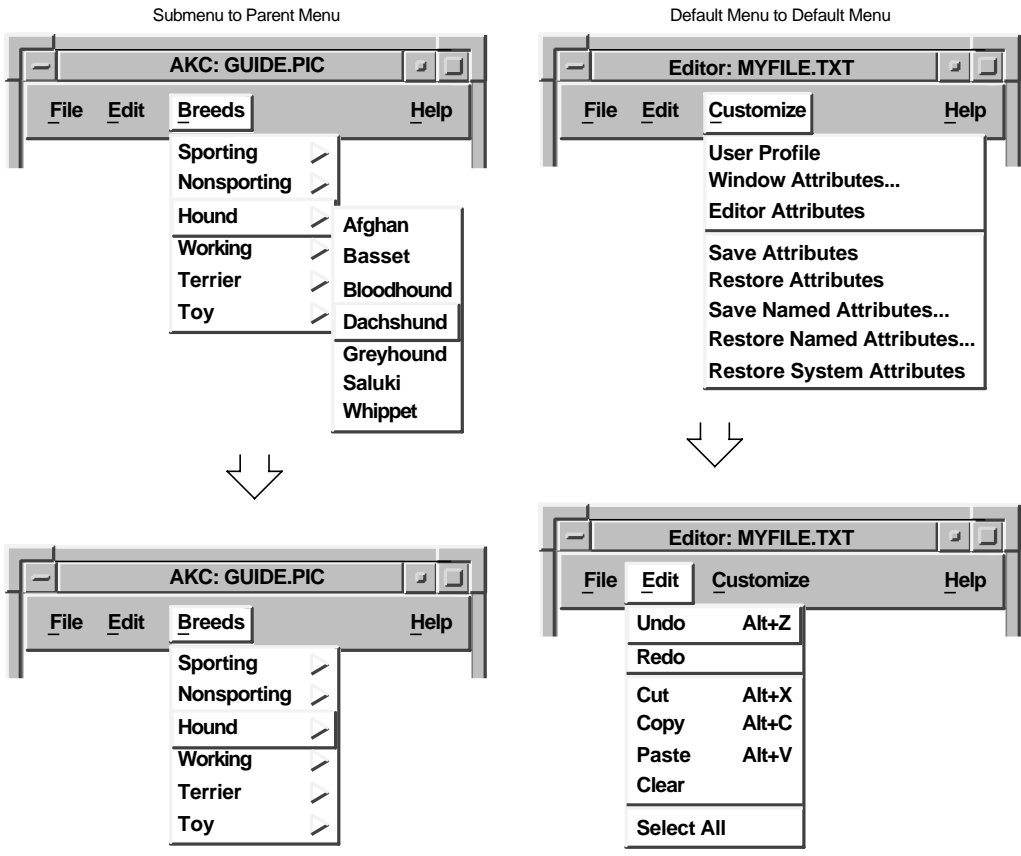 Submenu to Parent Menu
AKC: GUIDE.PIC
File Edit Breeds Help
Sporting
Nonsporting
Hound
Working
Terrier
Toy
Afghan
Basset
Bloodhound
Dachshund
Greyhound
Saluki
Whippet
AKC: GUIDE.PIC
File Edit Breeds Help
Sporting
Nonsporting
Hound
Working
Terrier
Toy
Default Menu to Default Menu
Editor: MYFILE.TXT
File Edit Customize Help
User Profile
Window Attributes...
Editor Attributes
Save Attributes
Restore Attributes
Save Named Attributes...
Restore Named Attributes...
Restore System Attributes
Editor: MYFILE.TXT
File Edit Customize Help
Undo Alt+Z
Redo
Cut Alt+X
Copy Alt+C
Paste Alt+V
Clear
Select All